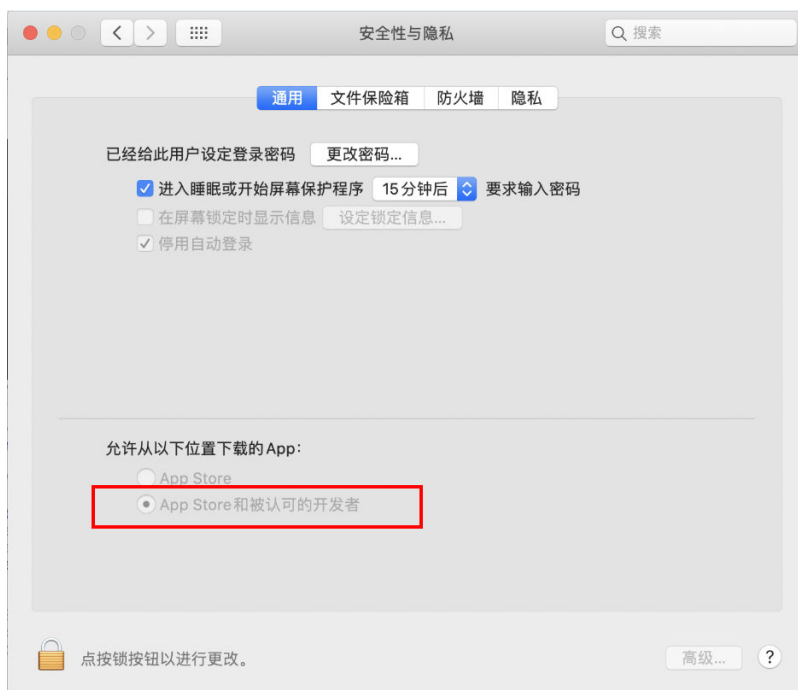 安全性与隐私
搜索
通用 文件保险箱 防火墙 隐私
已经给此用户设定登录密码 更改密码...
进入睡眠或开始屏幕保护程序 15分钟后 要求输入密码
在屏幕锁定时显示信息 设定锁定信息...
停用自动登录
允许从以下位置下载的App：
App Store
App Store和被认可的开发者
点按锁按钮以进行更改。
高级... ?